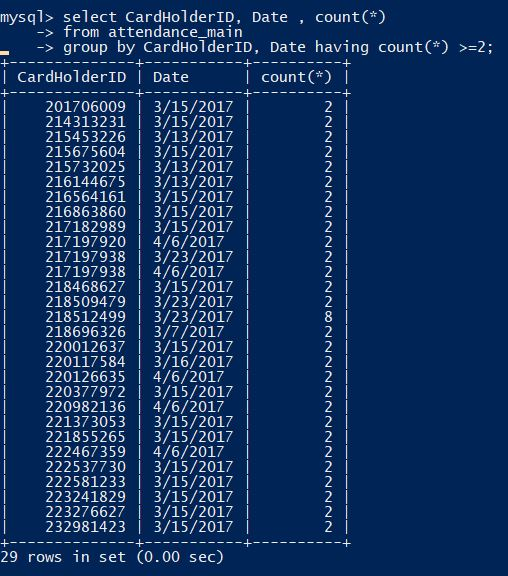 mysql> select CardHolderID, Date , count(*)
    -> from attendance_main
    -> group by CardHolderID, Date having count(*) >=2;
+--------------+-----------+----------+
| CardHolderID | Date      | count(*) |
+--------------+-----------+----------+
|    201706009 | 3/15/2017 |        2 |
|    214313231 | 3/15/2017 |        2 |
|    215453226 | 3/15/2017 |        2 |
|    215675604 | 3/15/2017 |        2 |
|    215732025 | 3/13/2017 |        2 |
|    216144675 | 3/13/2017 |        2 |
|    216564161 | 3/15/2017 |        2 |
|    216863860 | 3/15/2017 |        2 |
|    217182989 | 3/15/2017 |        2 |
|    217197920 | 4/6/2017  |        2 |
|    217197938 | 3/23/2017 |        2 |
|    217197938 | 4/6/2017  |        2 |
|    218468627 | 3/15/2017 |        2 |
|    218509479 | 3/23/2017 |        2 |
|    218512499 | 3/23/2017 |        8 |
|    218696326 | 3/7/2017  |        2 |
|    220012637 | 3/15/2017 |        2 |
|    220117584 | 3/16/2017 |        2 |
|    220126635 | 4/6/2017  |        2 |
|    220377972 | 3/15/2017 |        2 |
|    220982136 | 4/6/2017  |        2 |
|    221373053 | 3/15/2017 |        2 |
|    221855265 | 3/15/2017 |        2 |
|    222467359 | 4/6/2017  |        2 |
|    222537730 | 3/15/2017 |        2 |
|    222581233 | 3/15/2017 |        2 |
|    223241829 | 3/15/2017 |        2 |
|    223276627 | 3/15/2017 |        2 |
|    232981423 | 3/15/2017 |        2 |
+--------------+-----------+----------+
29 rows in set (0.00 sec)